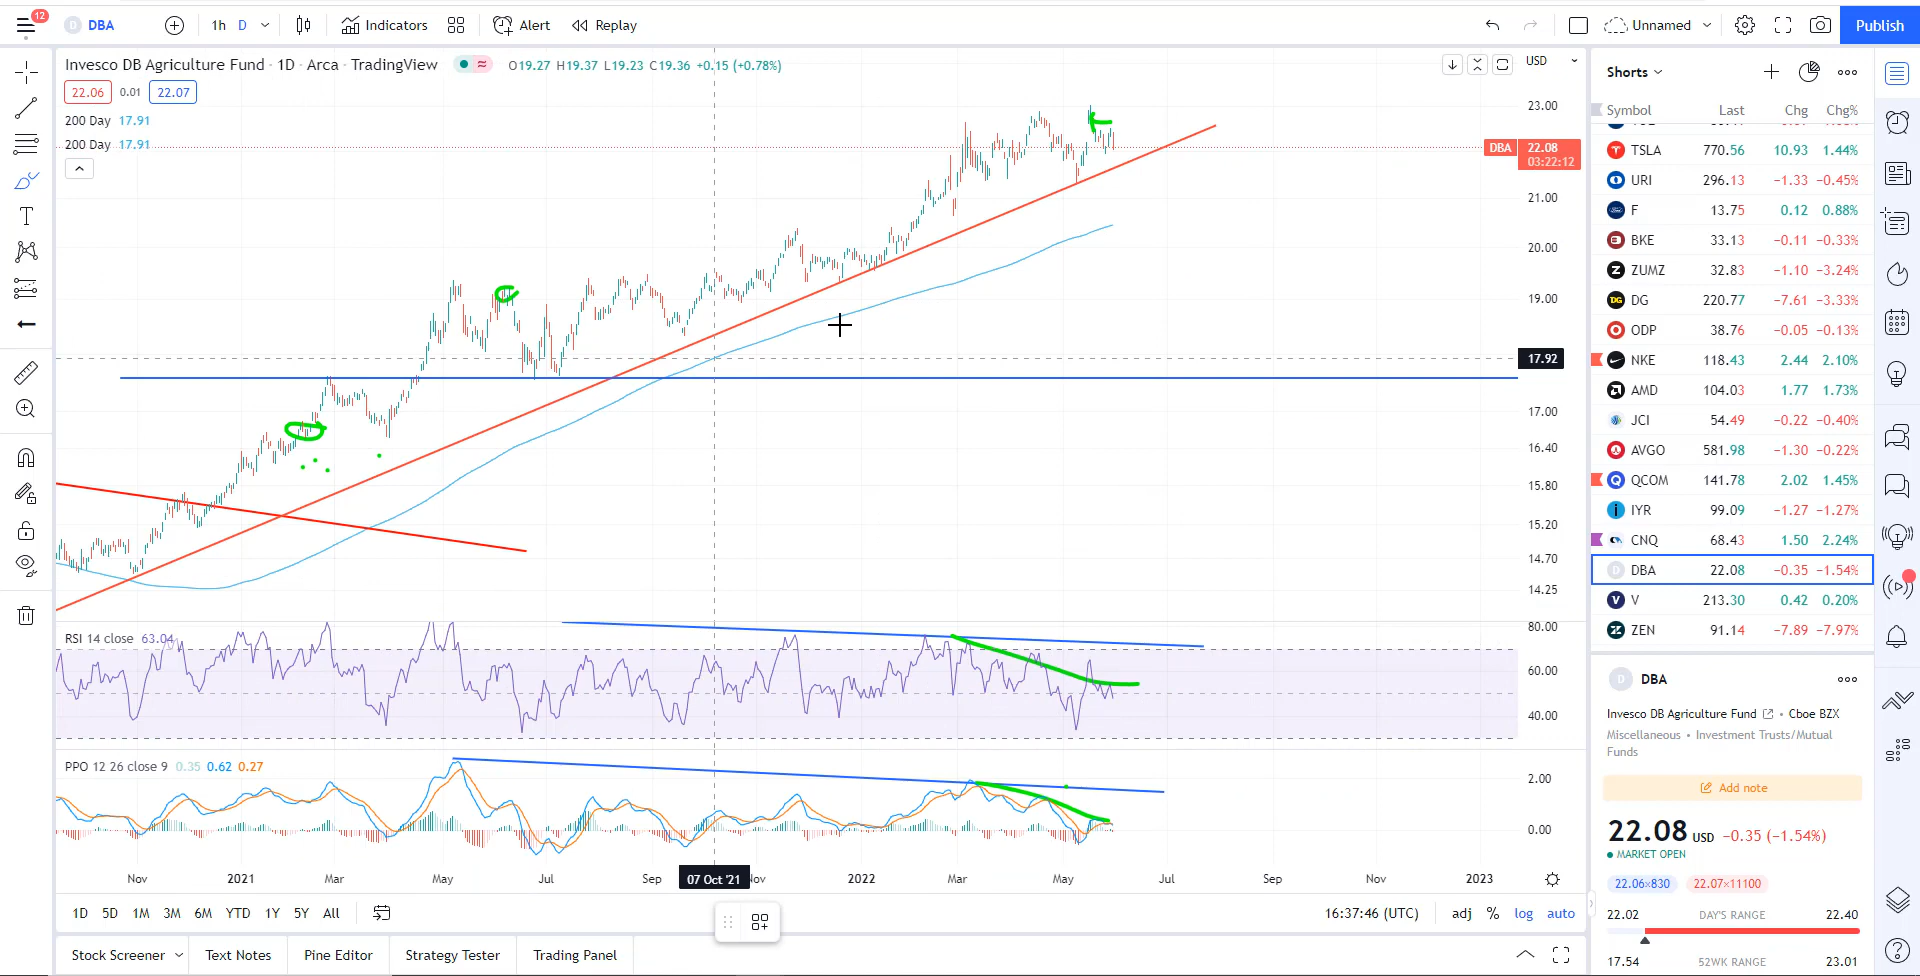 12
D DBA
1h D
Indicators
Alert
Replay
Unnamed
Publish
Invesco DB Agriculture Fund · 1D · Arca · TradingView
O19.27 H19.37 L19.23 C19.36 +0.15 (+0.78%)
22.06 0.01 22.07
200 Day 17.91
200 Day 17.91
USD
23.00
DBA 22.08
03:22:12
21.00
20.00
19.00
17.92
17.00
16.40
15.80
15.20
14.70
14.25
RSI 14 close 63.04
80.00
60.00
40.00
PPO 12 26 close 9 0.35 0.62 0.27
2.00
0.00
Nov 2021 Mar May Jul Sep 07 Oct '21 Nov 2022 Mar May Jul Sep Nov 2023
1D 5D 1M 3M 6M YTD 1Y 5Y All
16:37:46 (UTC) adj % log auto
Stock Screener Text Notes Pine Editor Strategy Tester Trading Panel
Shorts
Symbol Last Chg Chg%
TSLA 770.56 10.93 1.44%
URI 296.13 −1.33 −0.45%
F 13.75 0.12 0.88%
BKE 33.13 −0.11 −0.33%
ZUMZ 32.83 −1.10 −3.24%
DG 220.77 −7.61 −3.33%
ODP 38.76 −0.05 −0.13%
NKE 118.43 2.44 2.10%
AMD 104.03 1.77 1.73%
JCI 54.49 −0.22 −0.40%
AVGO 581.98 −1.30 −0.22%
QCOM 141.78 2.02 1.45%
IYR 99.09 −1.27 −1.27%
CNQ 68.43 1.50 2.24%
D DBA 22.08 −0.35 −1.54%
V 213.30 0.42 0.20%
ZEN 91.14 −7.89 −7.97%
D DBA
Invesco DB Agriculture Fund • Cboe BZX
Miscellaneous • Investment Trusts/Mutual
Funds
Add note
22.08 USD −0.35 (−1.54%)
MARKET OPEN
22.06×830 22.07×11100
22.02 DAY'S RANGE 22.40
17.54 52WK RANGE 23.01